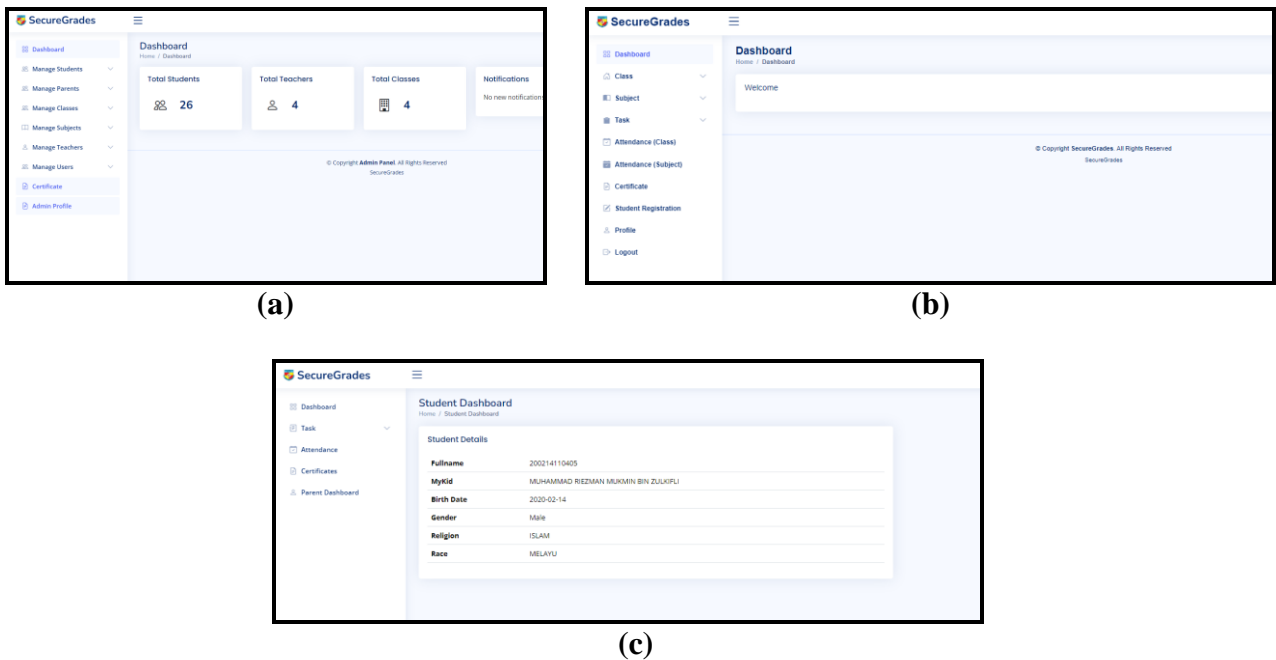 SecureGrades
Dashboard
Manage Students
Manage Parents
Manage Classes
Manage Subjects
Manage Teachers
Manage Users
Certificate
Admin Profile
Dashboard
Home / Dashboard
Total Students
26
Total Teachers
4
Total Classes
4
Notifications
No new notifications
© Copyright Admin Panel. All Rights Reserved
SecureGrades
(a)
SecureGrades
Dashboard
Class
Subject
Task
Attendance (Class)
Attendance (Subject)
Certificate
Student Registration
Profile
Logout
Dashboard
Home / Dashboard
Welcome
© Copyright SecureGrades. All Rights Reserved
SecureGrades
(b)
SecureGrades
Dashboard
Task
Attendance
Certificates
Parent Dashboard
Student Dashboard
Home / Student Dashboard
Student Details
Fullname 200214110405
MyKid MUHAMMAD RIEZMAN MUKMIN BIN ZULKIFLI
Birth Date 2020-02-14
Gender Male
Religion ISLAM
Race MELAYU
(c)